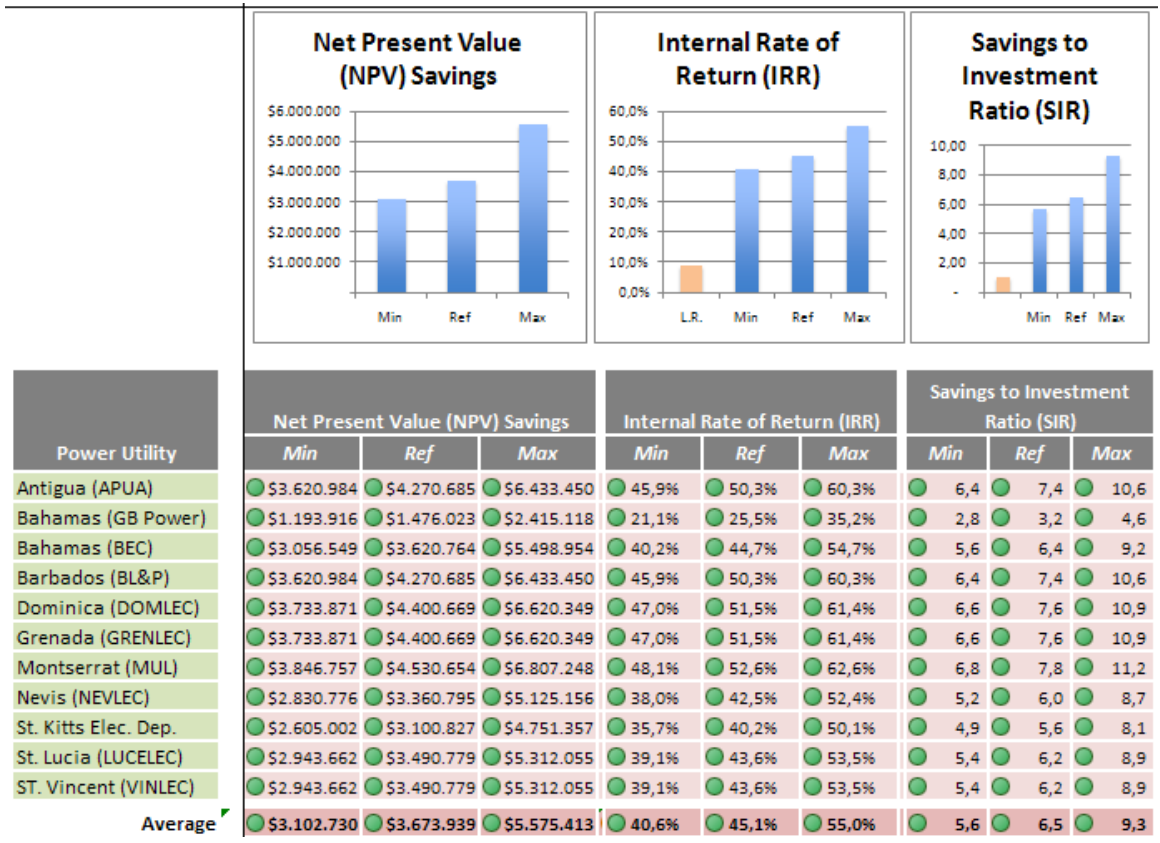 Net Present Value
(NPV) Savings
$6.000.000
$5.000.000
$4.000.000
$3.000.000
$2.000.000
$1.000.000
Min Ref Max
Internal Rate of
Return (IRR)
60,0%
50,0%
40,0%
30,0%
20,0%
10,0%
0,0%
L.R. Min Ref Max
Savings to
Investment
Ratio (SIR)
10,00
8,00
6,00
4,00
2,00
-
Min Ref Max
Power Utility
Net Present Value (NPV) Savings
Internal Rate of Return (IRR)
Savings to Investment
Ratio (SIR)
Min Ref Max Min Ref Max Min Ref Max
Antigua (APUA) $3.620.984 $4.270.685 $6.433.450 45,9% 50,3% 60,3% 6,4 7,4 10,6
Bahamas (GB Power) $1.193.916 $1.476.023 $2.415.118 21,1% 25,5% 35,2% 2,8 3,2 4,6
Bahamas (BEC) $3.056.549 $3.620.764 $5.498.954 40,2% 44,7% 54,7% 5,6 6,4 9,2
Barbados (BL&P) $3.620.984 $4.270.685 $6.433.450 45,9% 50,3% 60,3% 6,4 7,4 10,6
Dominica (DOMLEC) $3.733.871 $4.400.669 $6.620.349 47,0% 51,5% 61,4% 6,6 7,6 10,9
Grenada (GRENLEC) $3.733.871 $4.400.669 $6.620.349 47,0% 51,5% 61,4% 6,6 7,6 10,9
Montserrat (MUL) $3.846.757 $4.530.654 $6.807.248 48,1% 52,6% 62,6% 6,8 7,8 11,2
Nevis (NEVLEC) $2.830.776 $3.360.795 $5.125.156 38,0% 42,5% 52,4% 5,2 6,0 8,7
St. Kitts Elec. Dep. $2.605.002 $3.100.827 $4.751.357 35,7% 40,2% 50,1% 4,9 5,6 8,1
St. Lucia (LUCELEC) $2.943.662 $3.490.779 $5.312.055 39,1% 43,6% 53,5% 5,4 6,2 8,9
ST. Vincent (VINLEC) $2.943.662 $3.490.779 $5.312.055 39,1% 43,6% 53,5% 5,4 6,2 8,9
Average $3.102.730 $3.673.939 $5.575.413 40,6% 45,1% 55,0% 5,6 6,5 9,3